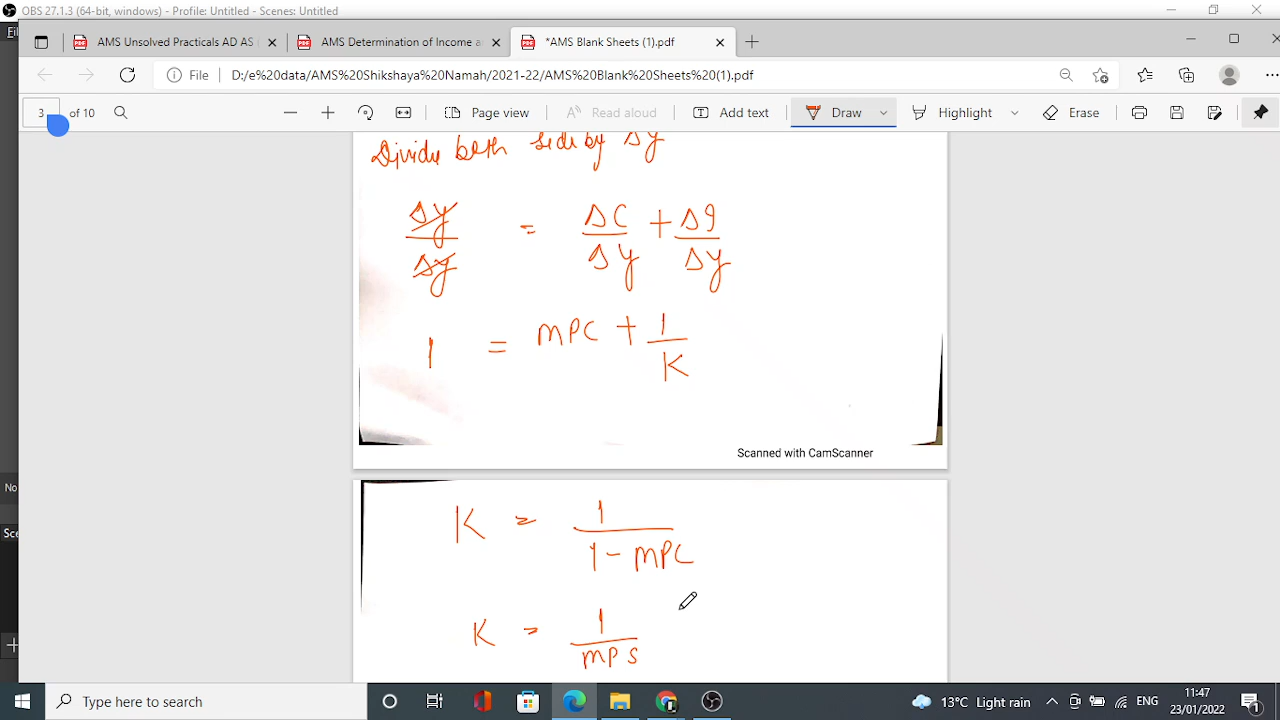 OBS 27.1.3 (64-bit, windows) - Profile: Untitled - Scenes: Untitled
AMS Unsolved Practicals AD AS ( AMS Determination of Income a *AMS Blank Sheets (1).pdf
File D:/e%20data/AMS%20Shikshaya%20Namah/2021-22/AMS%20Blank%20Sheets%20(1).pdf
3 of 10 Page view Read aloud Add text Draw Highlight Erase
Divide both side by ΔY
Δy/Δy = ΔC/ΔY + ΔI/ΔY
1 = MPC + 1/K
Scanned with CamScanner
K = 1/1-MPC
K = 1/MPS
Fil
No
Sce
Type here to search 13°C Light rain ENG 11:47
23/01/2022